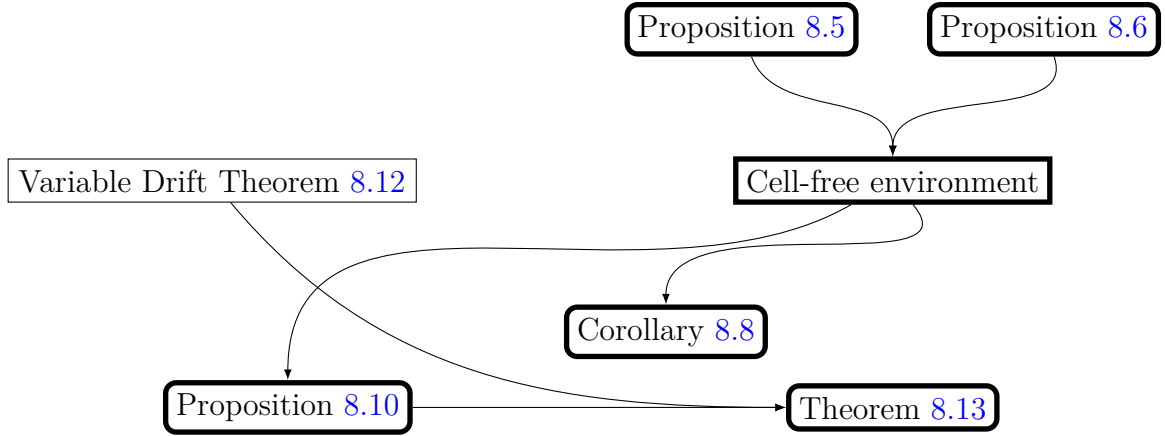 Proposition 8.5
Proposition 8.6
Variable Drift Theorem 8.12
Cell-free environment
Corollary 8.8
Proposition 8.10
Theorem 8.13